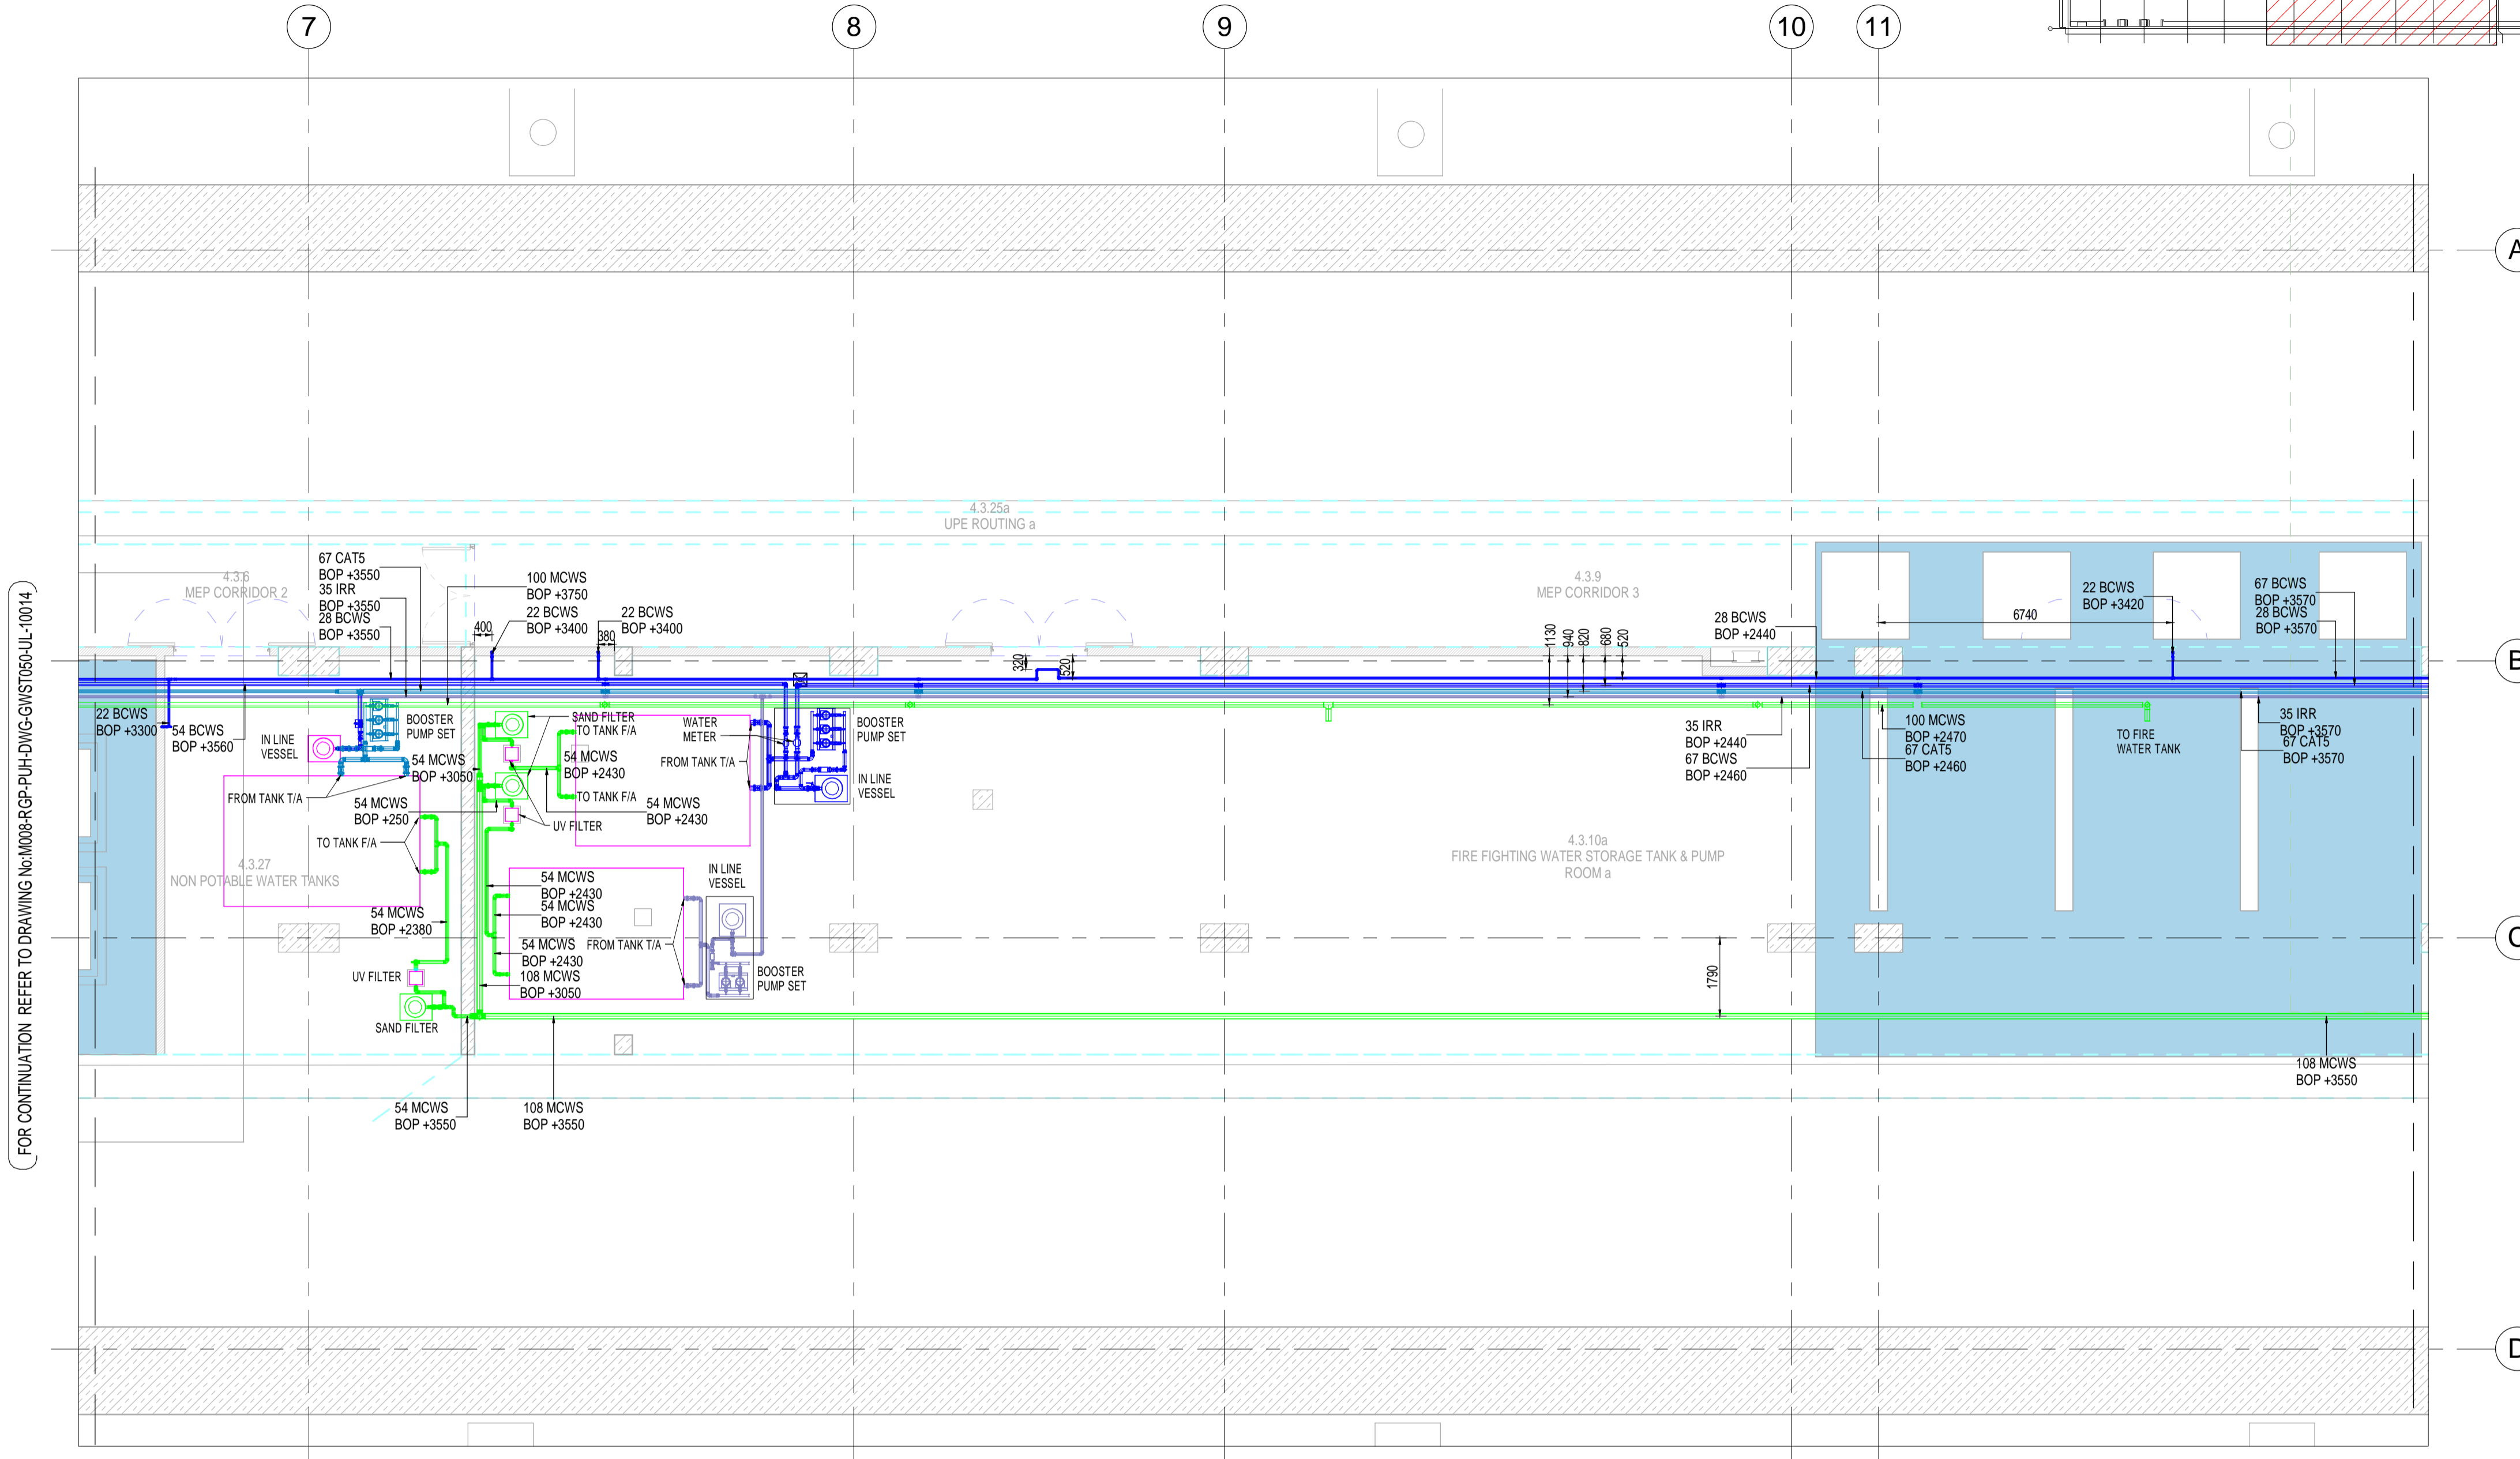 7
8
9
10
11
A
B
C
D
FOR CONTINUATION REFER TO DRAWING No:M008-RGP-PUH-DWG-GWST050-UL-10014
4.3.25a
UPE ROUTING a
4.3.6
MEP CORRIDOR 2
67 CAT5
BOP +3550
35 IRR
BOP +3550
28 BCWS
BOP +3550
100 MCWS
BOP +3750
22 BCWS
BOP +3400
22 BCWS
BOP +3400
400
380
320
520
4.3.9
MEP CORRIDOR 3
1130
940
820
680
520
28 BCWS
BOP +2440
6740
22 BCWS
BOP +3420
67 BCWS
BOP +3570
28 BCWS
BOP +3570
22 BCWS
BOP +3300
54 BCWS
BOP +3560
IN LINE
VESSEL
BOOSTER
PUMP SET
54 MCWS
BOP +3050
FROM TANK T/A
SAND FILTER
TO TANK F/A
54 MCWS
BOP +2430
TO TANK F/A
54 MCWS
BOP +250
54 MCWS
BOP +2430
UV FILTER
WATER
METER
FROM TANK T/A
BOOSTER
PUMP SET
IN LINE
VESSEL
35 IRR
BOP +2440
67 BCWS
BOP +2460
100 MCWS
BOP +2470
67 CAT5
BOP +2460
TO FIRE
WATER TANK
35 IRR
BOP +3570
67 CAT5
BOP +3570
TO TANK F/A
4.3.27
NON POTABLE WATER TANKS
54 MCWS
BOP +2380
54 MCWS
BOP +2430
54 MCWS
BOP +2430
54 MCWS
BOP +2430
108 MCWS
BOP +3050
FROM TANK T/A
IN LINE
VESSEL
BOOSTER
PUMP SET
4.3.10a
FIRE FIGHTING WATER STORAGE TANK & PUMP
ROOM a
UV FILTER
SAND FILTER
1790
54 MCWS
BOP +3550
108 MCWS
BOP +3550
108 MCWS
BOP +3550